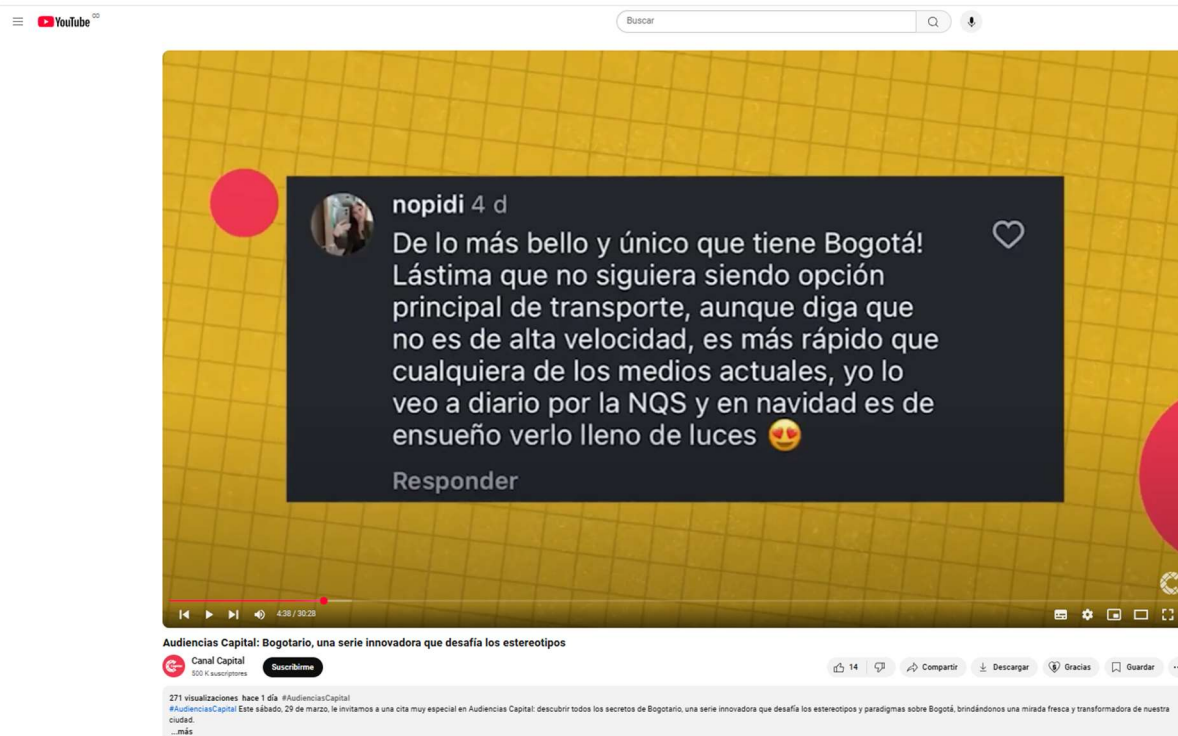 YouTube CO
Buscar
nopidi 4 d
De lo más bello y único que tiene Bogotá!
Lástima que no siguiera siendo opción
principal de transporte, aunque diga que
no es de alta velocidad, es más rápido que
cualquiera de los medios actuales, yo lo
veo a diario por la NQS y en navidad es de
ensueño verlo lleno de luces 😍
Responder
4:38 / 30:28
Audiencias Capital: Bogotario, una serie innovadora que desafía los estereotipos
Canal Capital
500 K suscriptores
Suscribirme
14
Compartir
Descargar
Gracias
Guardar
271 visualizaciones hace 1 día #AudienciasCapital
#AudienciasCapital Este sábado, 29 de marzo, le invitamos a una cita muy especial en Audiencias Capital: descubrir todos los secretos de Bogotario, una serie innovadora que desafía los estereotipos y paradigmas sobre Bogotá, brindándonos una mirada fresca y transformadora de nuestra
ciudad.
...más